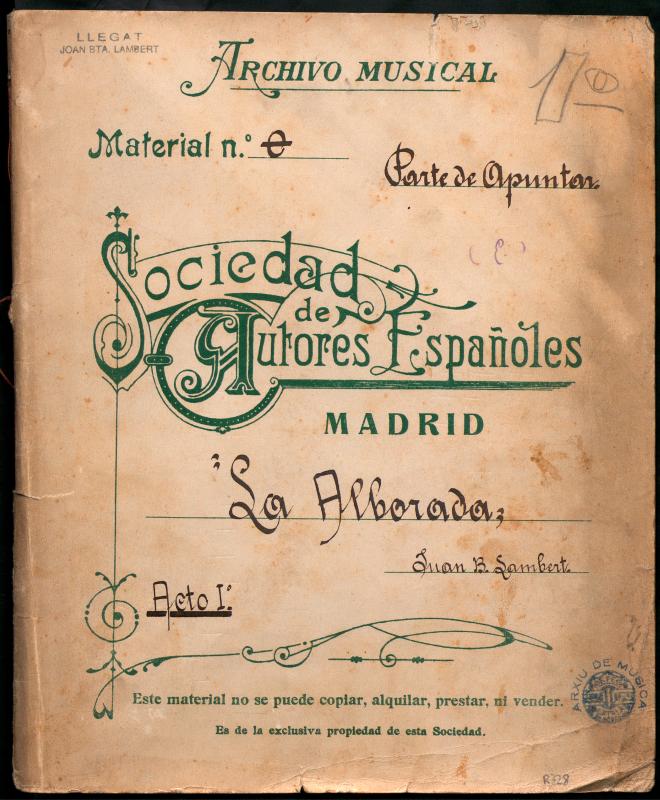 LLEGAT
JOAN BTA. LAMBERT
ARCHIVO MUSICAL
Material n.º
Parte de Apuntar.
Sociedad
de
Autores Españoles
MADRID
"La Alborada"
Juan B. Lambert.
Acto I.º
Este material no se puede copiar, alquilar, prestar, ni vender.
Es de la exclusiva propiedad de esta Sociedad.
ARXIU DE MUSICA
R328